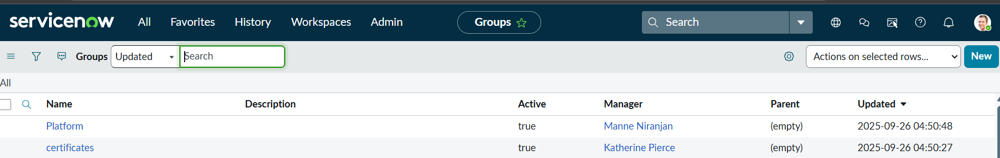 servicenow All Favorites History Workspaces Admin Groups Search
Groups Updated Search Actions on selected rows... New
All
Name Description Active Manager Parent Updated
Platform true Manne Niranjan (empty) 2025-09-26 04:50:48
certificates true Katherine Pierce (empty) 2025-09-26 04:50:27